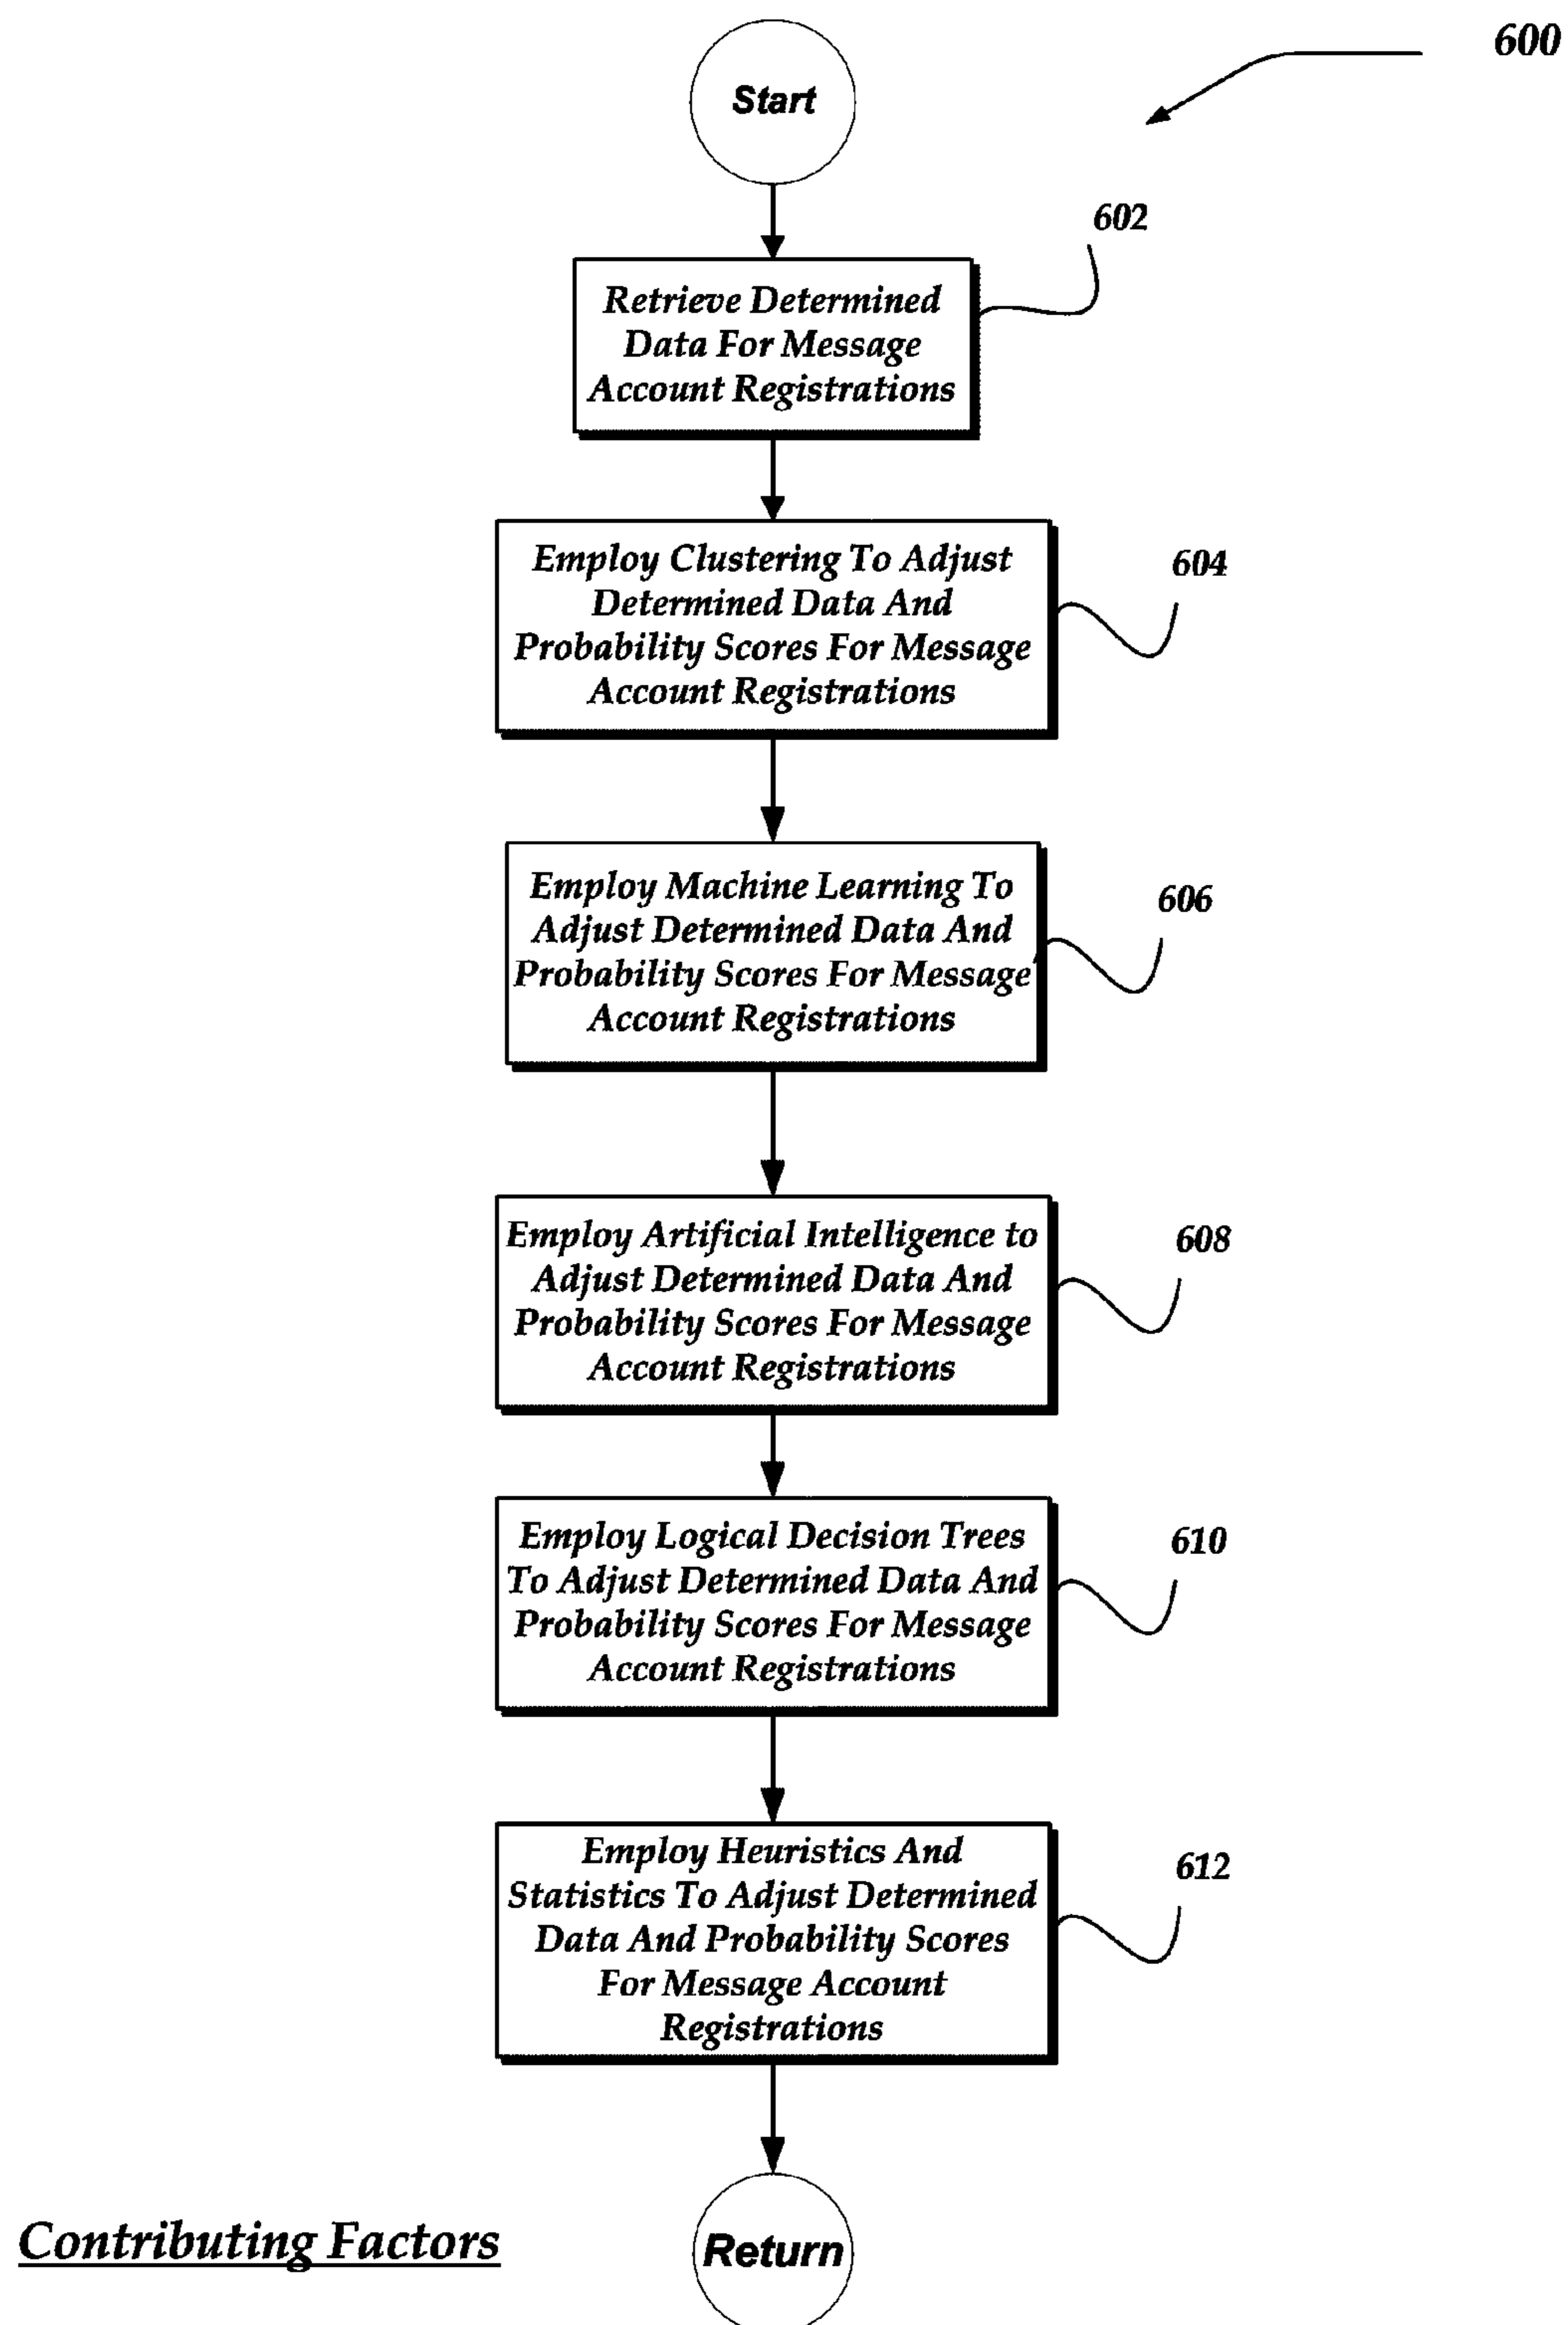 600
Start
602
Retrieve Determined
Data For Message
Account Registrations
604
Employ Clustering To Adjust
Determined Data And
Probability Scores For Message
Account Registrations
606
Employ Machine Learning To
Adjust Determined Data And
Probability Scores For Message
Account Registrations
608
Employ Artificial Intelligence to
Adjust Determined Data And
Probability Scores For Message
Account Registrations
610
Employ Logical Decision Trees
To Adjust Determined Data And
Probability Scores For Message
Account Registrations
612
Employ Heuristics And
Statistics To Adjust Determined
Data And Probability Scores
For Message Account
Registrations
Contributing Factors
Return